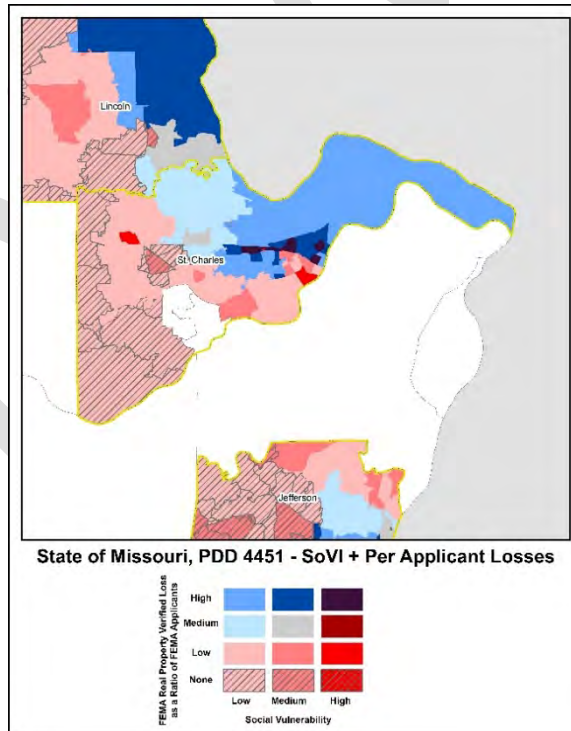 Lincoln
St. Charles
Jefferson
State of Missouri, PDD 4451 - SoVI + Per Applicant Losses
FEMA Real Property Verified Loss
as a Ratio of FEMA Applicants
High
Medium
Low
None
Low Medium High
Social Vulnerability